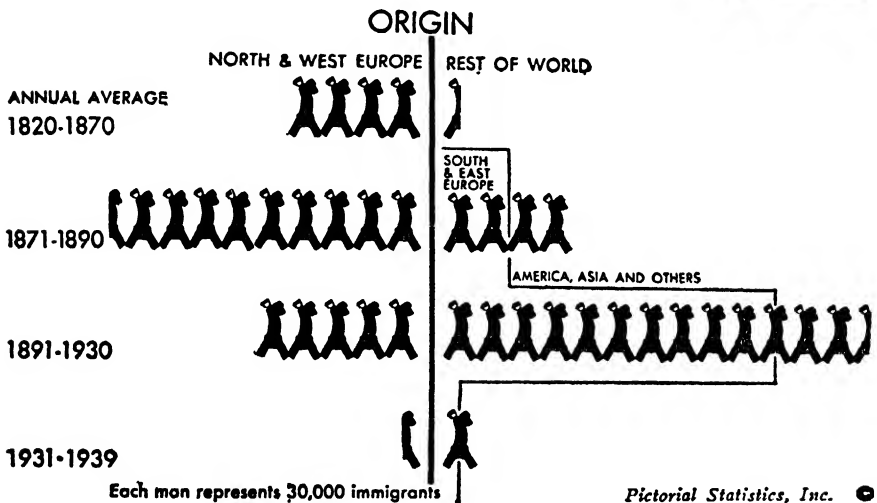 ORIGIN
NORTH & WEST EUROPE REST OF WORLD
ANNUAL AVERAGE
1820-1870
SOUTH
& EAST
EUROPE
1871-1890
AMERICA, ASIA AND OTHERS
1891-1930
1931-1939
Each man represents 30,000 immigrants
Pictorial Statistics, Inc. ©